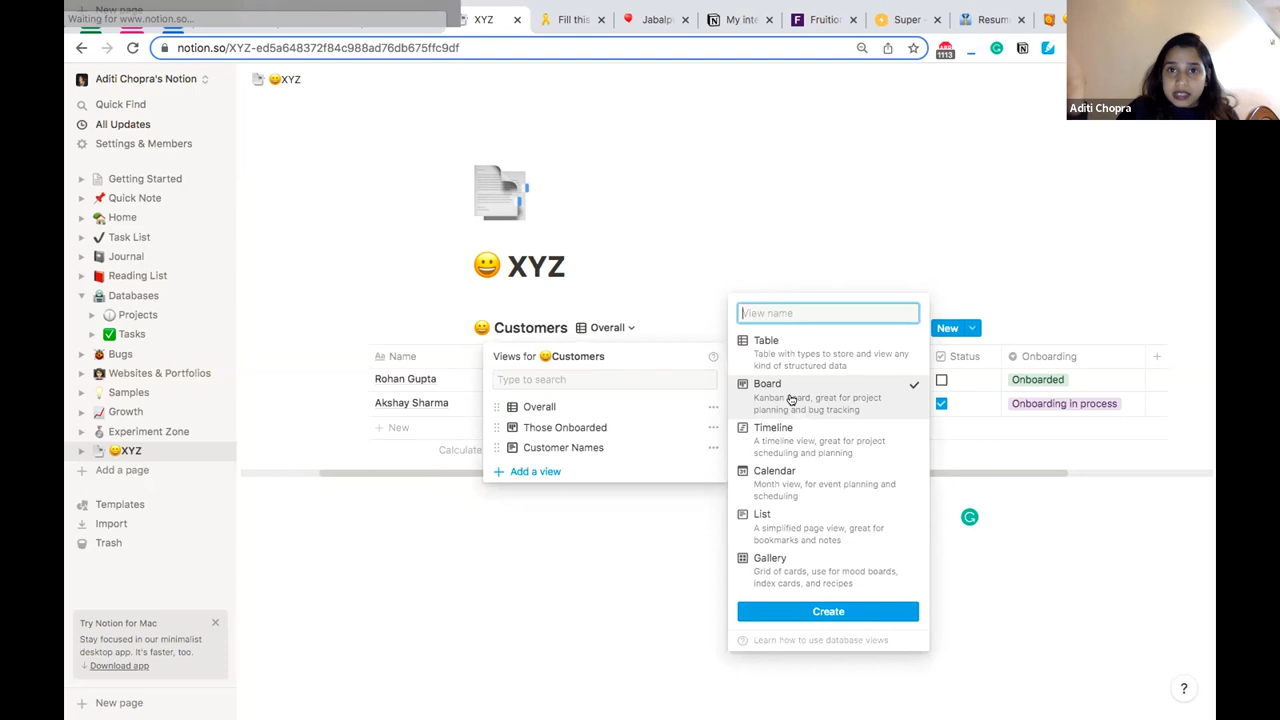 New page
Waiting for www.notion.so...
XYZ
Fill this
Jabalp
My inte
Fruition
Super -
Resum
notion.so/XYZ-ed5a648372f84c988ad76db675ffc9df
1113
Aditi Chopra
Aditi Chopra's Notion
😀XYZ
Quick Find
All Updates
Settings & Members
Getting Started
Quick Note
Home
Task List
Journal
Reading List
Databases
Projects
Tasks
Bugs
Websites & Portfolios
Samples
Growth
Experiment Zone
😀XYZ
Add a page
Templates
Import
Trash
Try Notion for Mac
Stay focused in our minimalist
desktop app. It's faster, too.
↓ Download app
New page
😀 XYZ
😀 Customers Overall
New
Aa Name
Status
Onboarding
Rohan Gupta
Onboarded
Akshay Sharma
Onboarding in process
+ New
Calculate
Views for 😀Customers
Type to search
Overall
Those Onboarded
Customer Names
+ Add a view
View name
Table
Table with types to store and view any
kind of structured data
Board
Kanban board, great for project
planning and bug tracking
Timeline
A timeline view, great for project
scheduling and planning
Calendar
Month view, for event planning and
scheduling
List
A simplified page view, great for
bookmarks and notes
Gallery
Grid of cards, use for mood boards,
index cards, and recipes
Create
Learn how to use database views
?